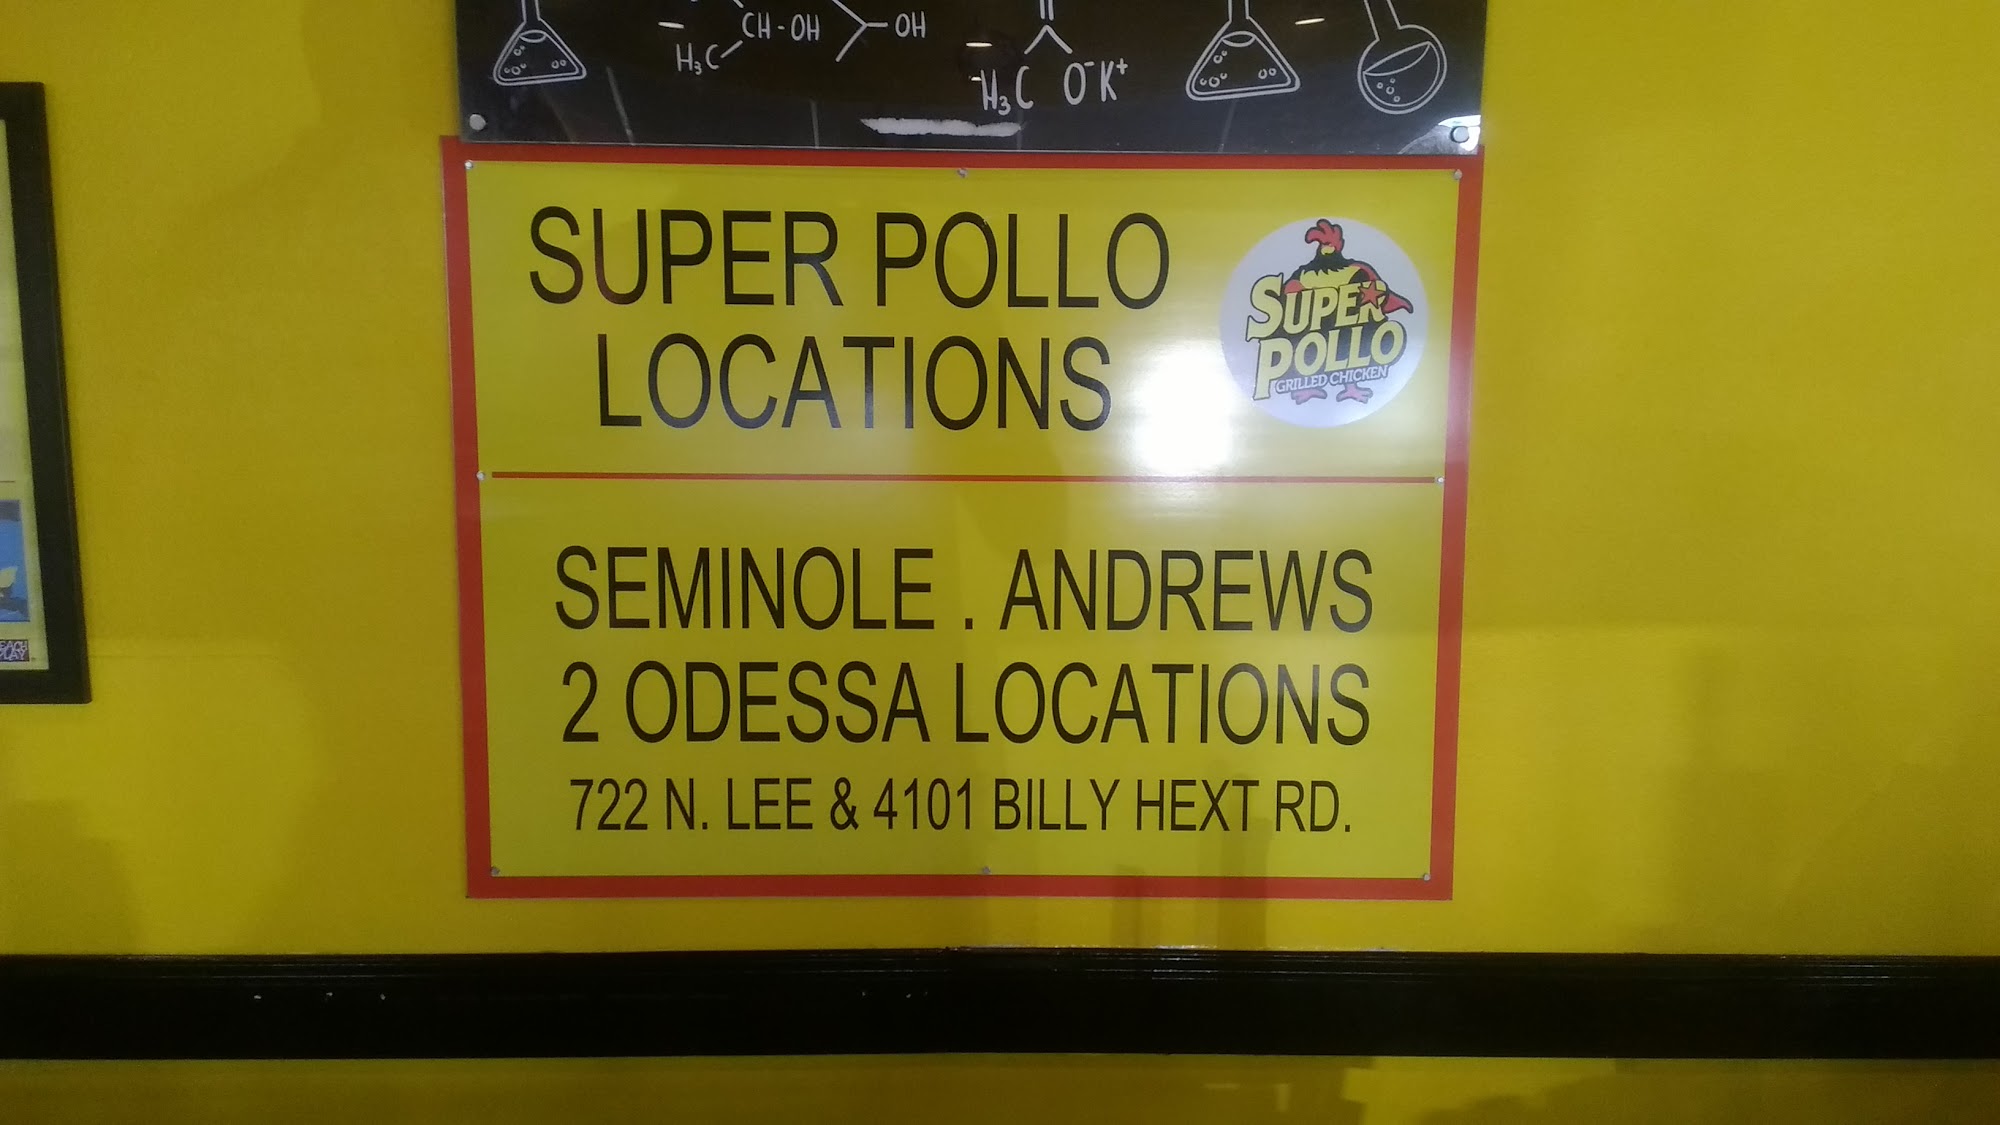 CH-OH
OH
H₃C
H₃C O⁻K⁺
SUPER POLLO
LOCATIONS
SUPER
POLLO
GRILLED CHICKEN
SEMINOLE . ANDREWS
2 ODESSA LOCATIONS
722 N. LEE & 4101 BILLY HEXT RD.